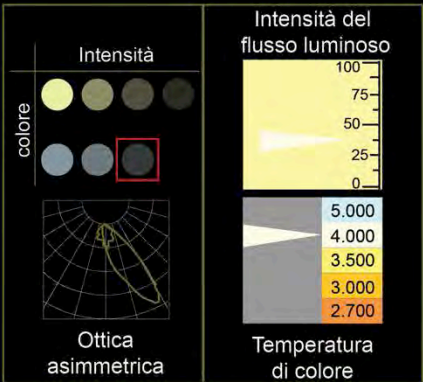 Intensità
colore
Ottica
asimmetrica
Intensità del
flusso luminoso
100
75
50
25
0
5.000
4.000
3.500
3.000
2.700
Temperatura
di colore